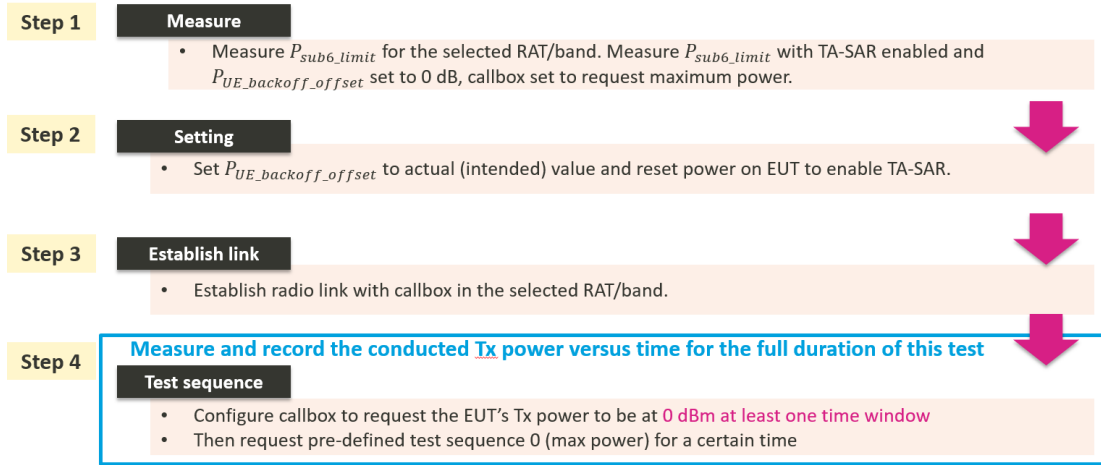 Step 1
Measure
• Measure P_sub6_limit for the selected RAT/band. Measure P_sub6_limit with TA-SAR enabled and
P_UE_backoff_offset set to 0 dB, callbox set to request maximum power.
Step 2
Setting
• Set P_UE_backoff_offset to actual (intended) value and reset power on EUT to enable TA-SAR.
Step 3
Establish link
• Establish radio link with callbox in the selected RAT/band.
Step 4
Measure and record the conducted Tx power versus time for the full duration of this test
Test sequence
• Configure callbox to request the EUT's Tx power to be at 0 dBm at least one time window
• Then request pre-defined test sequence 0 (max power) for a certain time